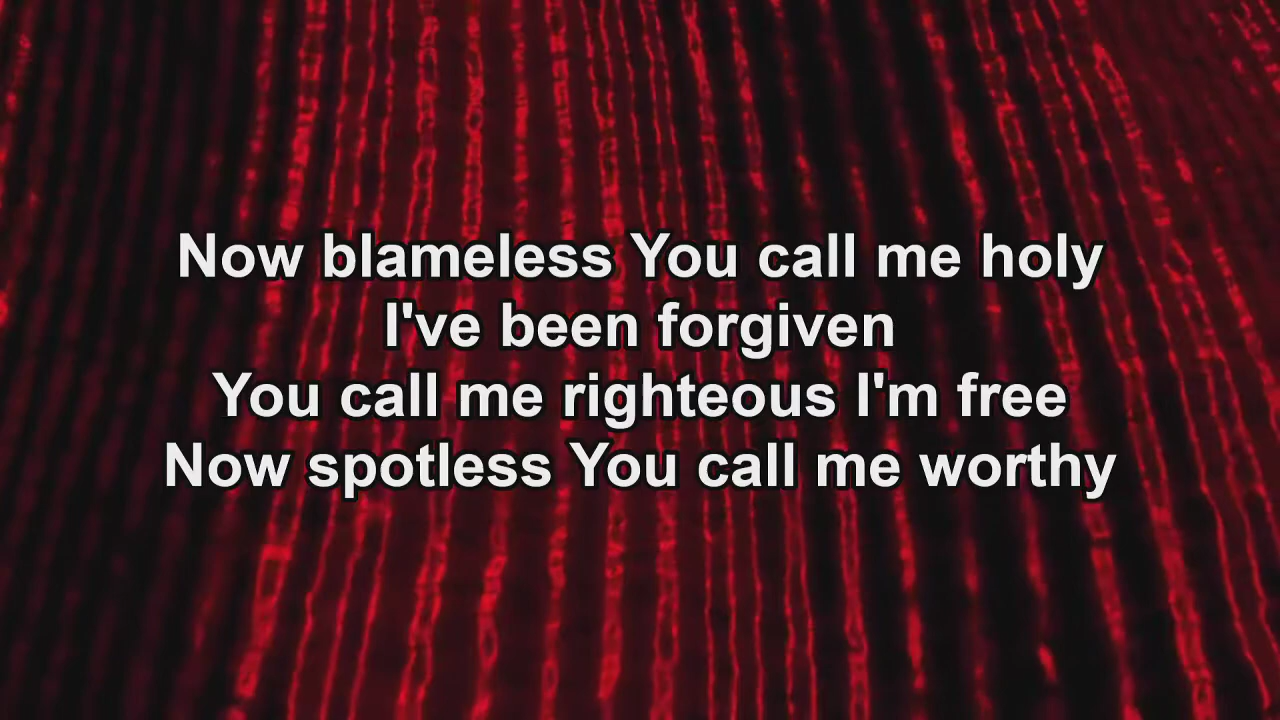 Now blameless You call me holy
I've been forgiven
You call me righteous I'm free
Now spotless You call me worthy